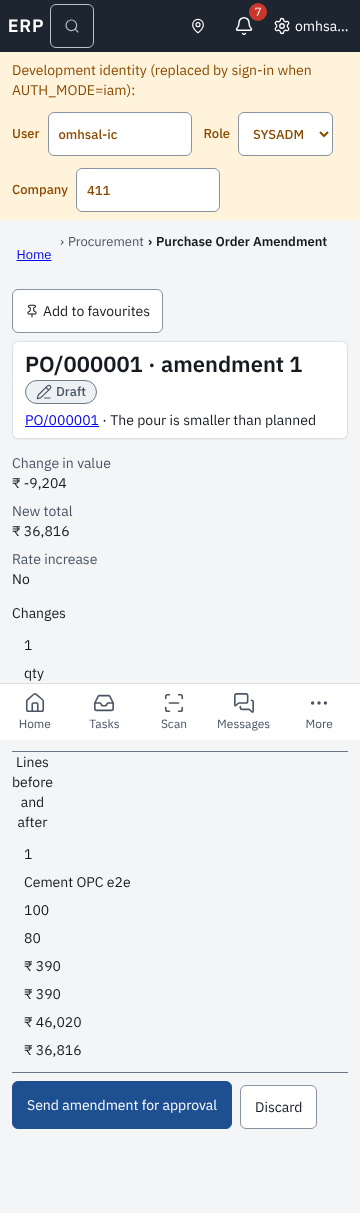 ERP
7
omhsa...
Development identity (replaced by sign-in when
AUTH_MODE=iam):
User omhsal-ic Role SYSADM
Company 411
› Procurement › Purchase Order Amendment
Home
Add to favourites
PO/000001 · amendment 1
Draft
PO/000001 · The pour is smaller than planned
Change in value
₹ -9,204
New total
₹ 36,816
Rate increase
No
Changes
1
qty
Home Tasks Scan Messages More
Lines
before
and
after
1
Cement OPC e2e
100
80
₹ 390
₹ 390
₹ 46,020
₹ 36,816
Send amendment for approval Discard